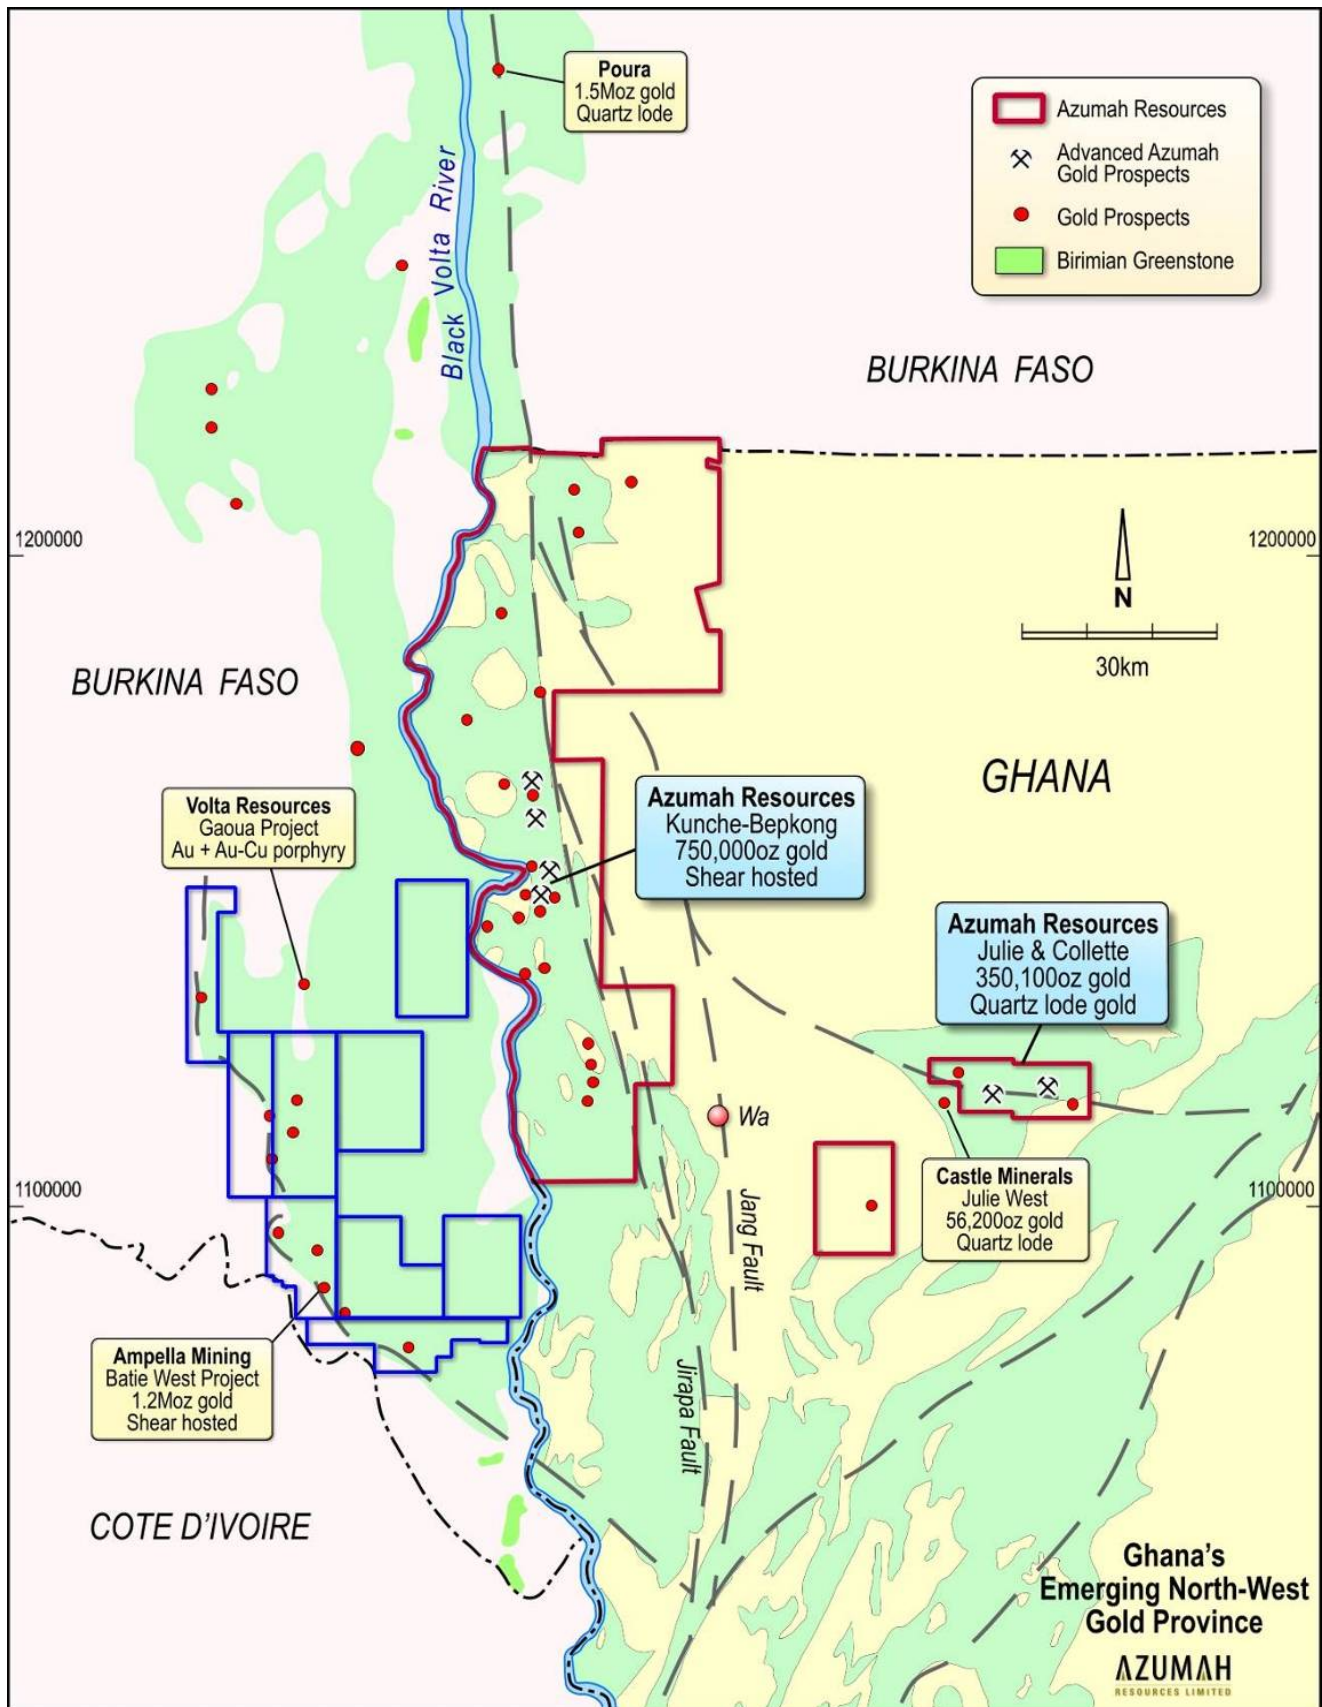 Poura
1.5Moz gold
Quartz lode
Azumah Resources
Advanced Azumah
Gold Prospects
Gold Prospects
Birimian Greenstone
Black Volta River
BURKINA FASO
1200000
1200000
N
30km
BURKINA FASO
GHANA
Volta Resources
Gaoua Project
Au + Au-Cu porphyry
Azumah Resources
Kunche-Bepkong
750,000oz gold
Shear hosted
Azumah Resources
Julie & Collette
350,100oz gold
Quartz lode gold
Wa
Castle Minerals
Julie West
56,200oz gold
Quartz lode
1100000
1100000
Jang Fault
Jirapa Fault
Ampella Mining
Batie West Project
1.2Moz gold
Shear hosted
COTE D'IVOIRE
Ghana's
Emerging North-West
Gold Province
AZUMAH
RESOURCES LIMITED